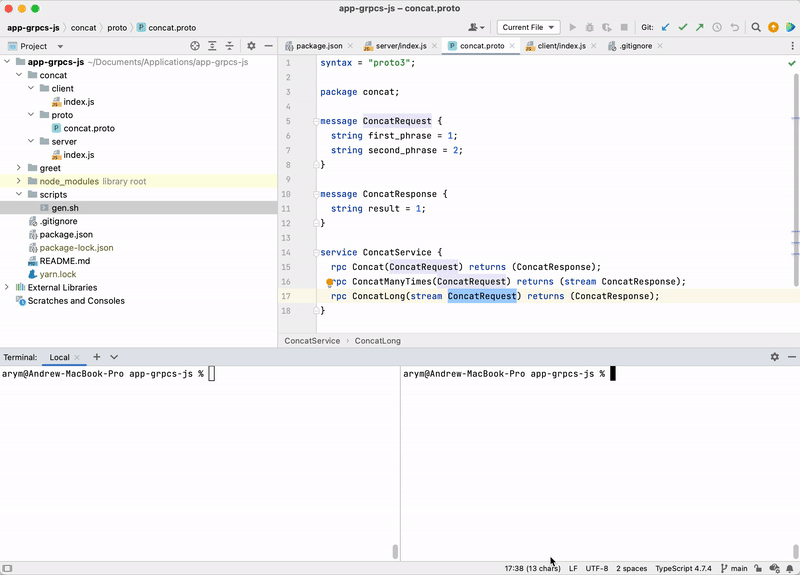 app-grpcs-js – concat.proto
app-grpcs-js concat proto concat.proto
Current File
Git:
Project
package.json server/index.js concat.proto client/index.js .gitignore
app-grpcs-js ~/Documents/Applications/app-grpcs-js
concat
client
index.js
proto
concat.proto
server
index.js
greet
node_modules library root
scripts
gen.sh
.gitignore
package.json
package-lock.json
README.md
yarn.lock
External Libraries
Scratches and Consoles
1 syntax = "proto3";
2
3 package concat;
4
5 message ConcatRequest {
6 string first_phrase = 1;
7 string second_phrase = 2;
8 }
9
10 message ConcatResponse {
11 string result = 1;
12 }
13
14 service ConcatService {
15 rpc Concat(ConcatRequest) returns (ConcatResponse);
16 rpc ConcatManyTimes(ConcatRequest) returns (stream ConcatResponse);
17 rpc ConcatLong(stream ConcatRequest) returns (ConcatResponse);
18 }
ConcatService ConcatLong
Terminal: Local
arym@Andrew-MacBook-Pro app-grpcs-js %
arym@Andrew-MacBook-Pro app-grpcs-js %
17:38 (13 chars) LF UTF-8 2 spaces TypeScript 4.7.4 main